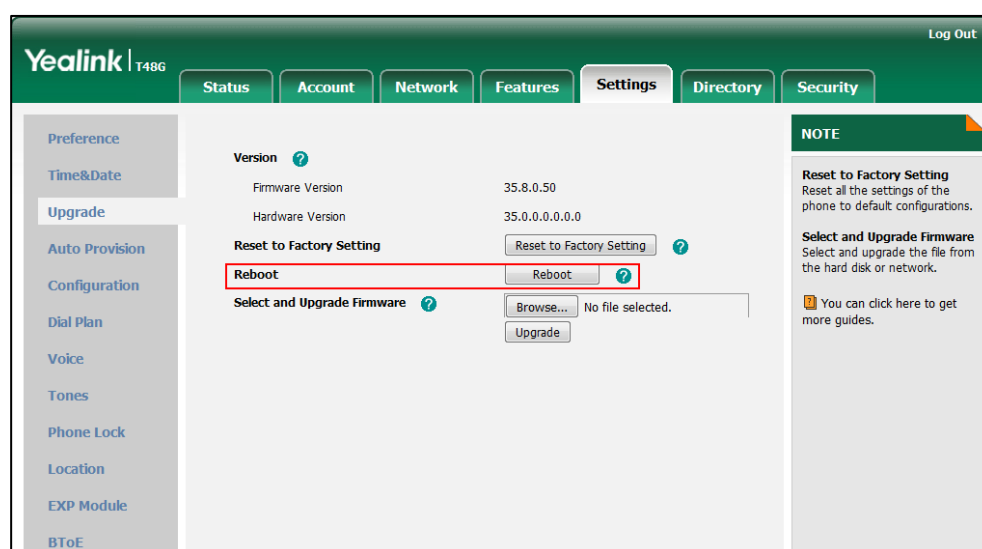 Log Out
Yealink | T48G
Status Account Network Features Settings Directory Security
Preference
Time&Date
Upgrade
Auto Provision
Configuration
Dial Plan
Voice
Tones
Phone Lock
Location
EXP Module
BToE
Version ?
Firmware Version 35.8.0.50
Hardware Version 35.0.0.0.0.0.0
Reset to Factory Setting Reset to Factory Setting ?
Reboot Reboot ?
Select and Upgrade Firmware ? Browse... No file selected.
Upgrade
NOTE
Reset to Factory Setting
Reset all the settings of the
phone to default configurations.
Select and Upgrade Firmware
Select and upgrade the file from
the hard disk or network.
? You can click here to get
more guides.